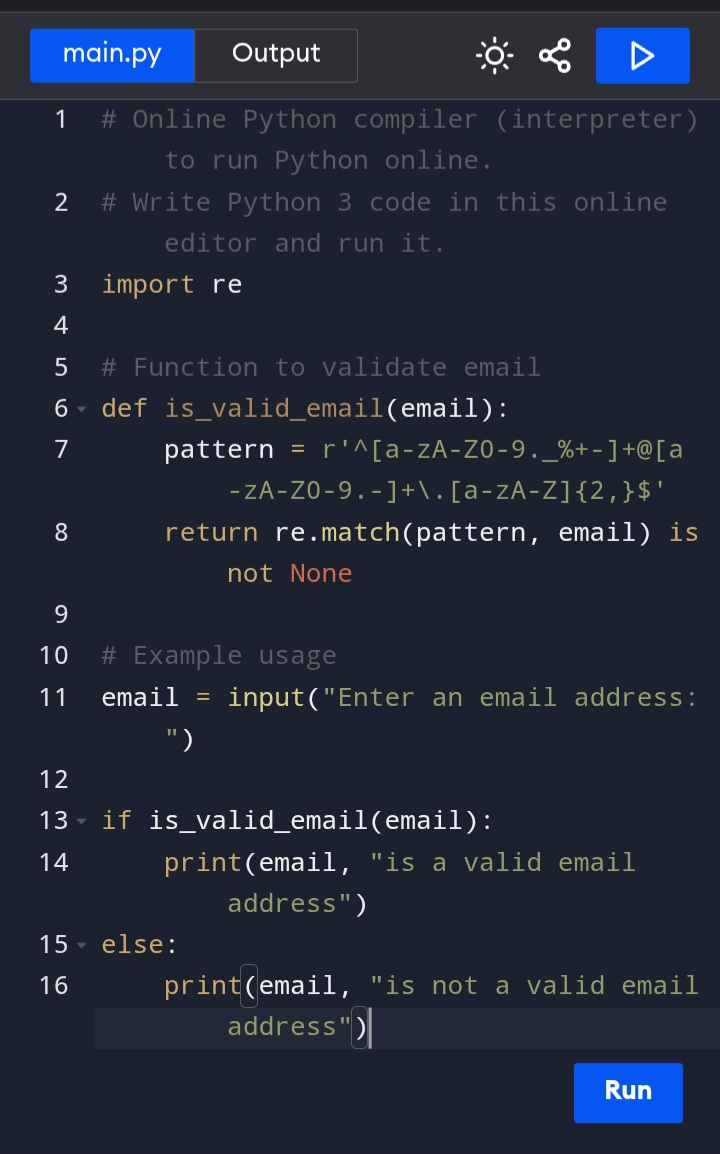 main.py Output
1 # Online Python compiler (interpreter)
to run Python online.
2 # Write Python 3 code in this online
editor and run it.
3 import re
4
5 # Function to validate email
6 def is_valid_email(email):
7 pattern = r'^[a-zA-Z0-9._%+-]+@[a
-zA-Z0-9.-]+\.[a-zA-Z]{2,}$'
8 return re.match(pattern, email) is
not None
9
10 # Example usage
11 email = input("Enter an email address:
")
12
13 if is_valid_email(email):
14 print(email, "is a valid email
address")
15 else:
16 print(email, "is not a valid email
address")
Run